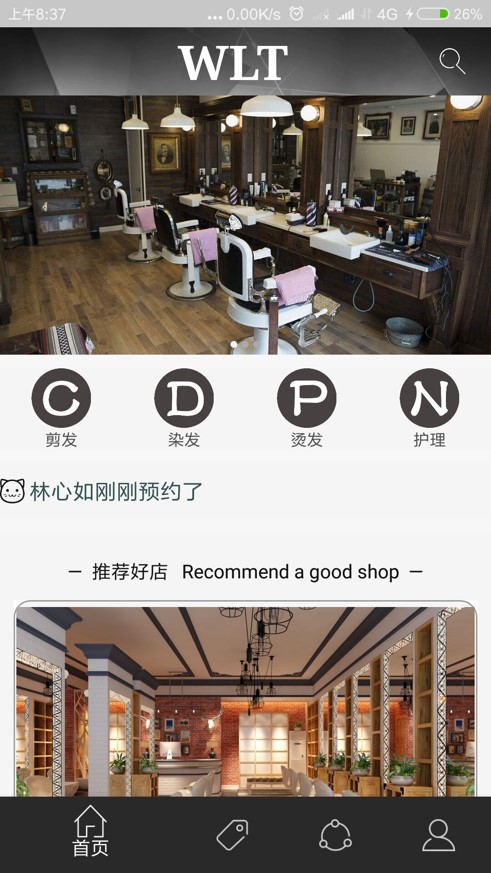 上午8:37 ... 0.00K/s 4G 26%
WLT
C D P N
剪发 染发 烫发 护理
林心如刚刚预约了
— 推荐好店 Recommend a good shop —
首页